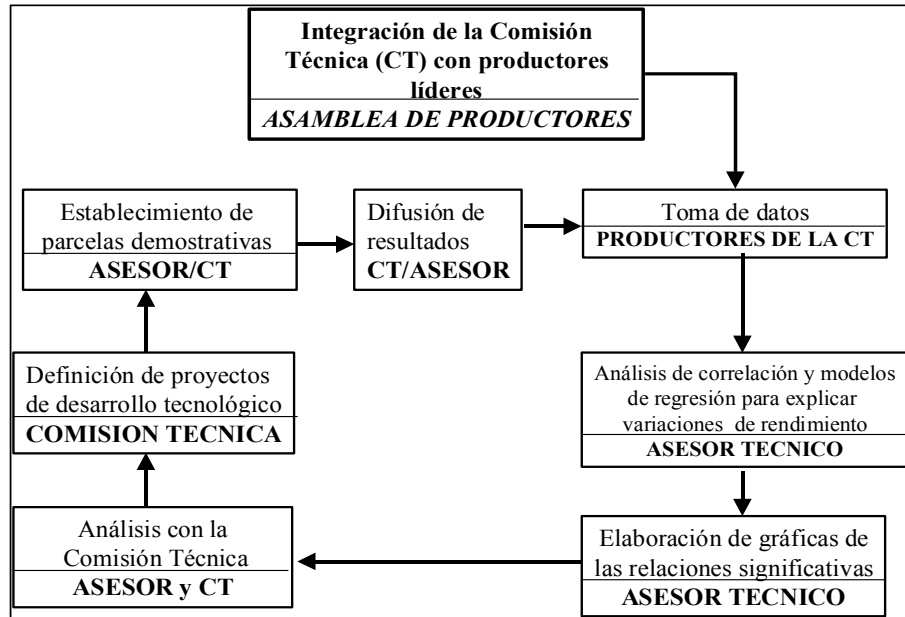 Integración de la Comisión
Técnica (CT) con productores
líderes
ASAMBLEA DE PRODUCTORES
Establecimiento de
parcelas demostrativas
ASESOR/CT
Difusión de
resultados
CT/ASESOR
Toma de datos
PRODUCTORES DE LA CT
Definición de proyectos
de desarrollo tecnológico
COMISION TECNICA
Análisis de correlación y modelos
de regresión para explicar
variaciones de rendimiento
ASESOR TECNICO
Análisis con la
Comisión Técnica
ASESOR y CT
Elaboración de gráficas de
las relaciones significativas
ASESOR TECNICO